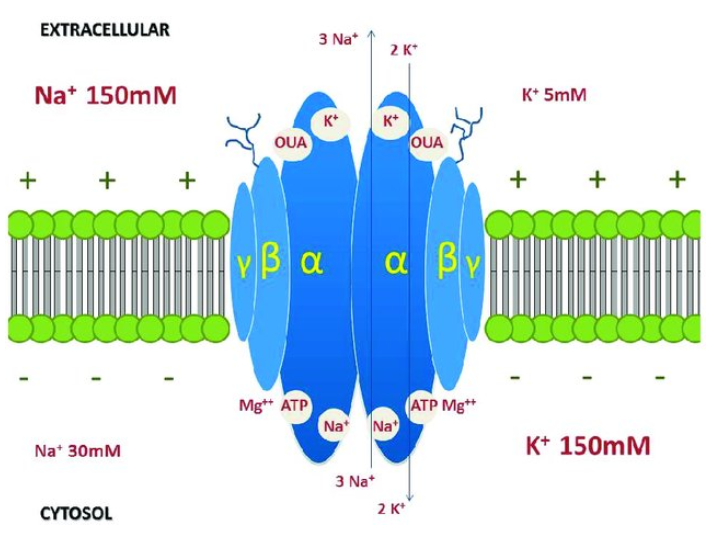 EXTRACELLULAR
3 Na⁺
2 K⁺
Na⁺ 150mM
K⁺ 5mM
K⁺
K⁺
OUA
OUA
+ + + + + +
γ β α α β γ
- - - - - -
Mg⁺⁺ ATP
ATP Mg⁺⁺
Na⁺
Na⁺
Na⁺ 30mM
K⁺ 150mM
3 Na⁺
2 K⁺
CYTOSOL